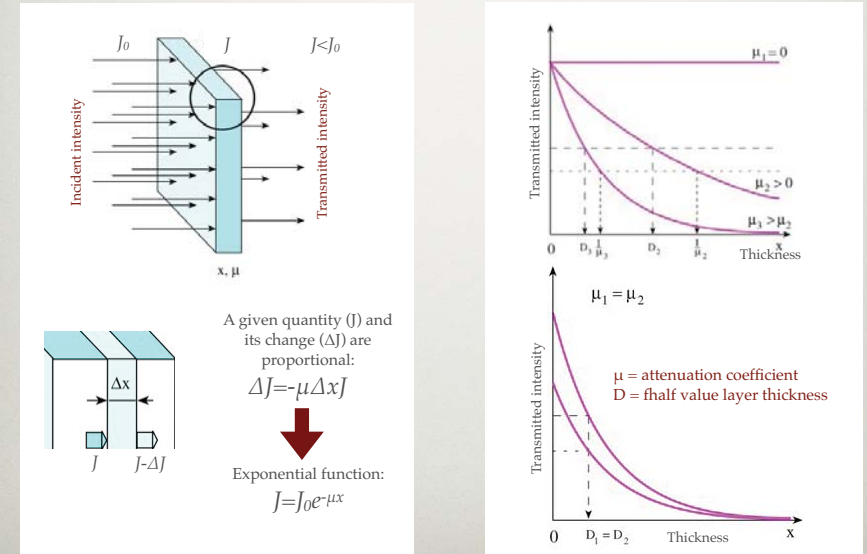 J₀
J
J<J₀
Incident intensity
Transmitted intensity
x, μ
Δx
J
J-ΔJ
A given quantity (J) and
its change (ΔJ) are
proportional:
ΔJ=-μΔxJ
Exponential function:
J=J₀e^-μx
Transmitted intensity
μ₁ = 0
μ₂ > 0
μ₃ > μ₂
0
D₃
1/μ₃
D₂
1/μ₂
x
Thickness
μ₁ = μ₂
Transmitted intensity
μ = attenuation coefficient
D = fhalf value layer thickness
0
D₁ = D₂
Thickness
x